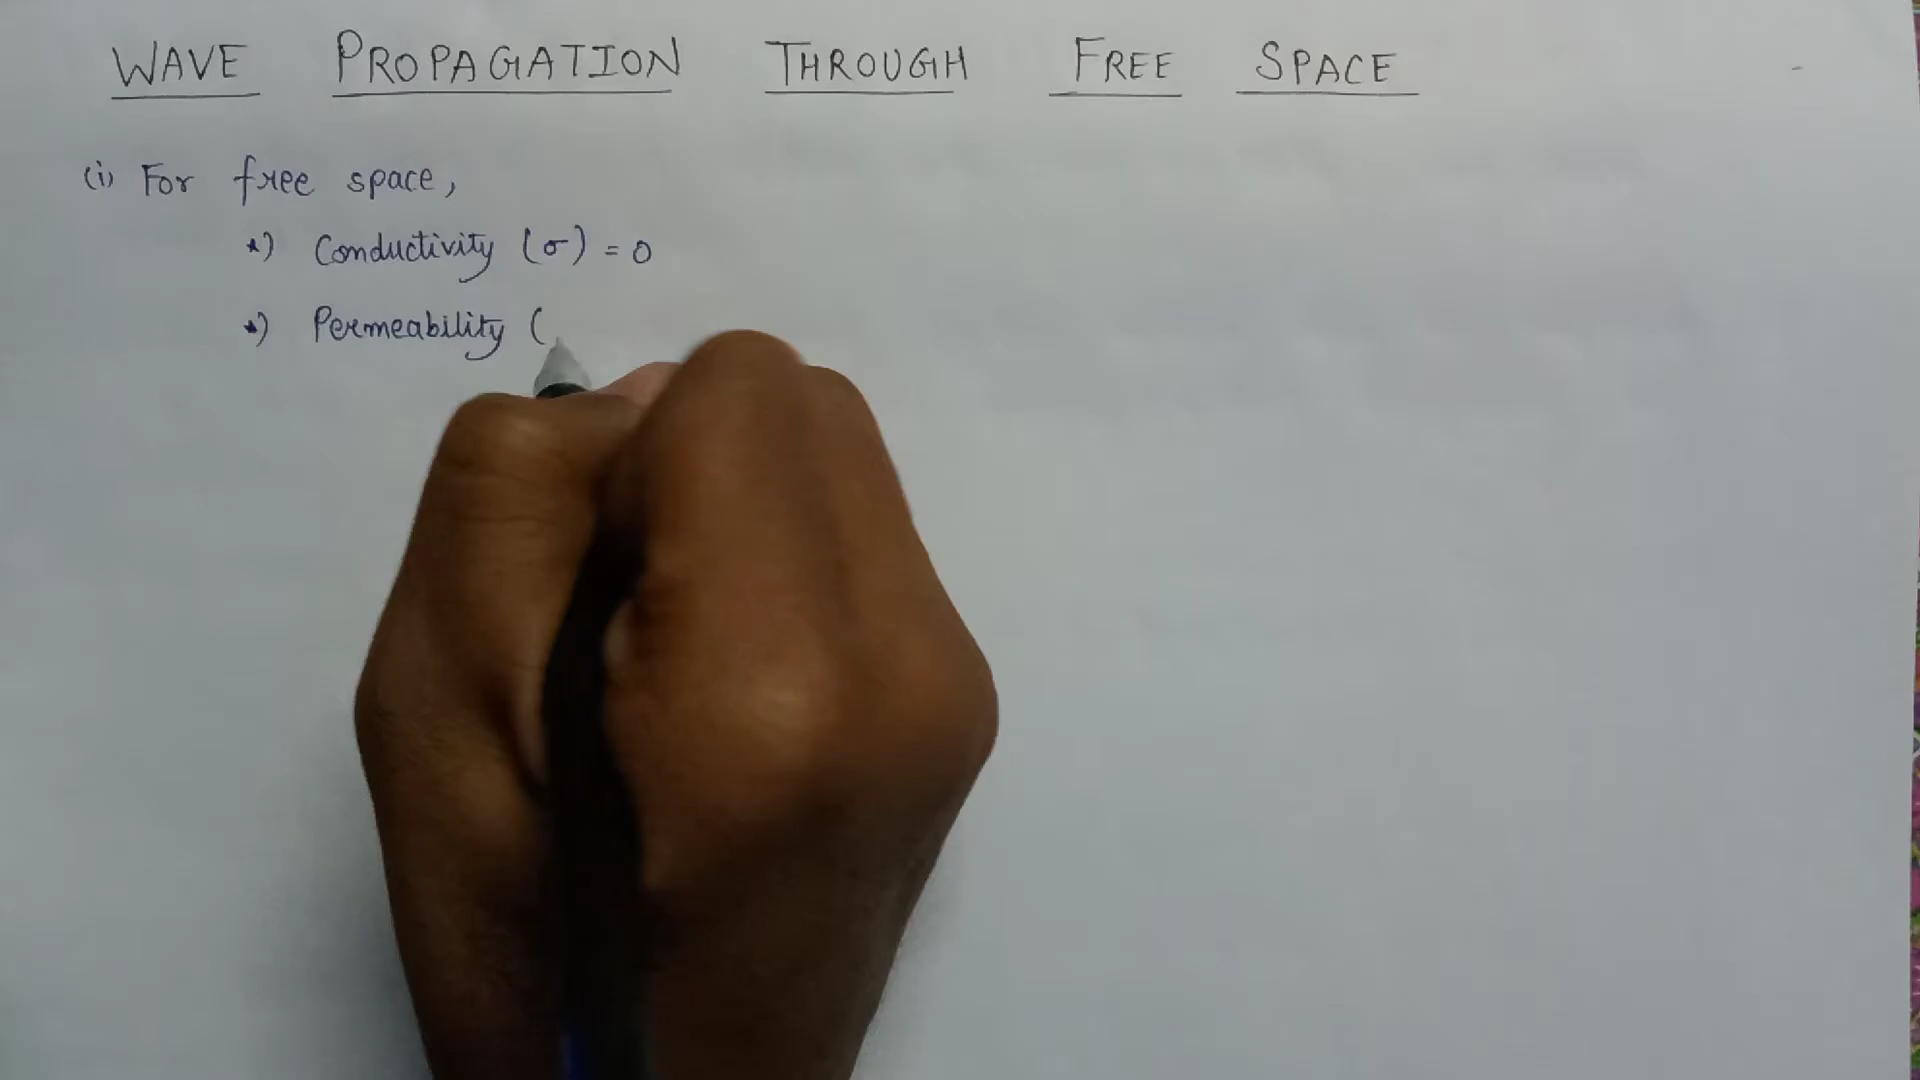 WAVE PROPAGATION THROUGH FREE SPACE
(i) For free space,
*) Conductivity (σ) = 0
*) Permeability (